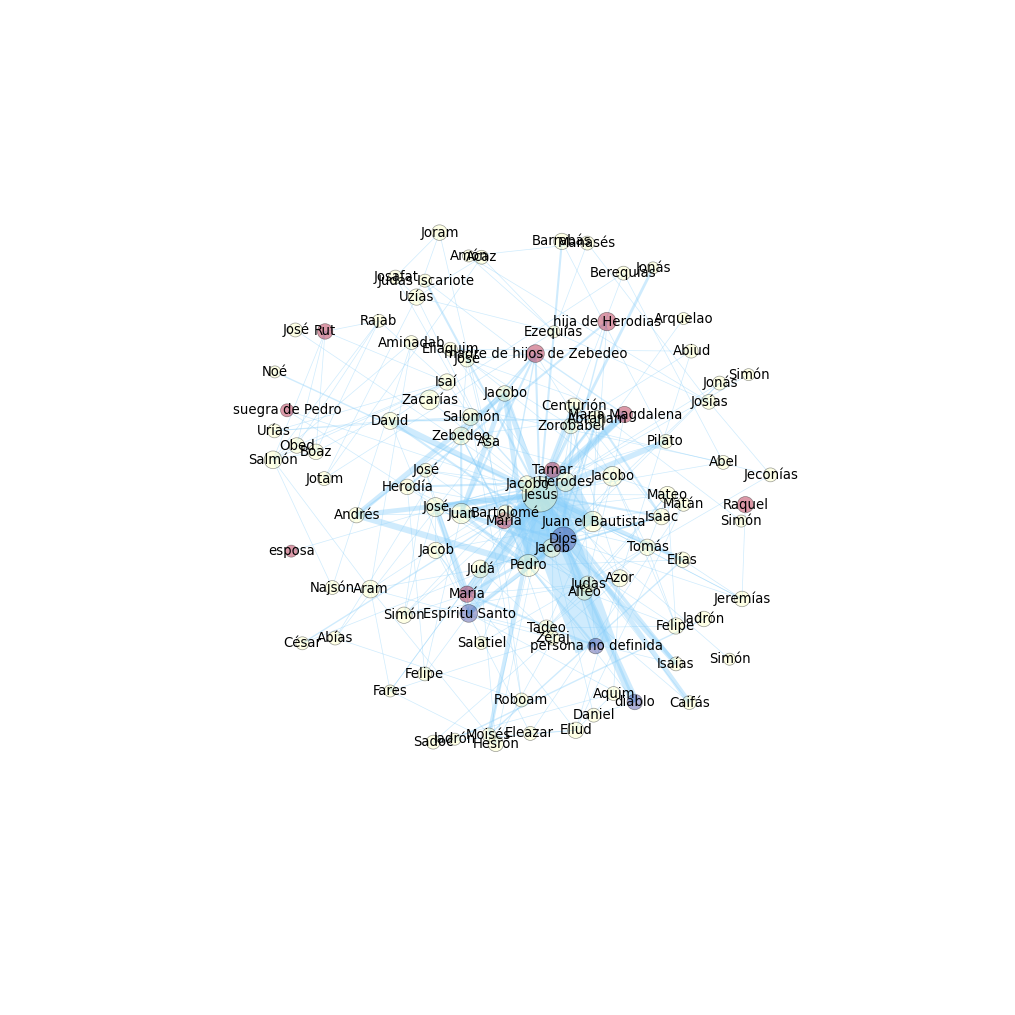 Joram
Barrabás
Manasés
Amón
Acaz
Jonás
Berequías
Josafat
Judas Iscariote
Uzías
Rajab
hija de Herodias
Arquelao
José
Rut
Ezequías
Aminadab
Eliaquim
madre de hijos de Zebedeo
Abiud
José
Noé
Simón
Isaí
Jonás
Jacobo
Zacarías
Josías
Centurión
suegra de Pedro
Salomón
María Magdalena
David
Abraham
Zorobabel
Urías
Zebedeo
Asa
Pilato
Obed
Boaz
Salmón
Abel
José
Tamar
Jeconías
Jotam
Jacobo
Herodes
Jacobo
Herodía
Jesus
Mateo
Matán
Raquel
José
Andrés
Juan
Bartolomé
Isaac
María
Juan el Bautista
Simón
Dios
esposa
Jacob
Jacob
Tomás
Elías
Pedro
Judá
Azor
Judas
Najsón
Aram
Alfeo
María
Jeremías
Simón
Espíritu Santo
ladrón
Tadeo
Felipe
César
Abías
Zeraj
Salatiel
persona no definida
Simón
Isaías
Felipe
Fares
Aquim
Roboam
diablo
Caifás
Daniel
Eliud
Moisés
Eleazar
ladrón
Sadoc
Hesrón